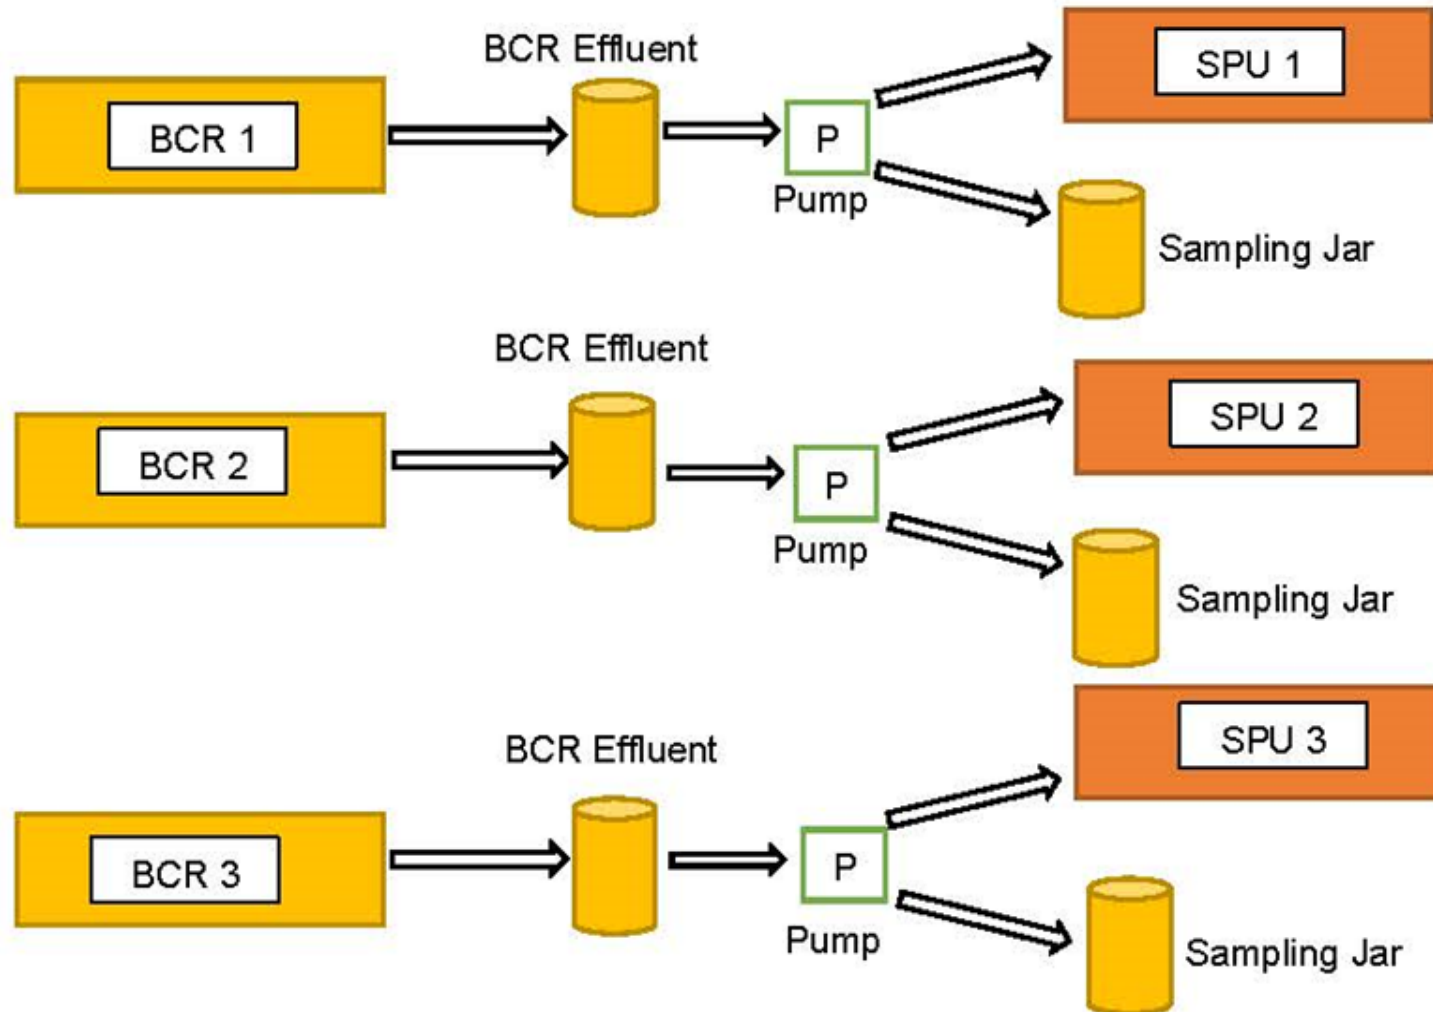 BCR Effluent
SPU 1
BCR 1
P
Pump
Sampling Jar
BCR Effluent
SPU 2
BCR 2
P
Pump
Sampling Jar
BCR Effluent
SPU 3
BCR 3
P
Pump
Sampling Jar